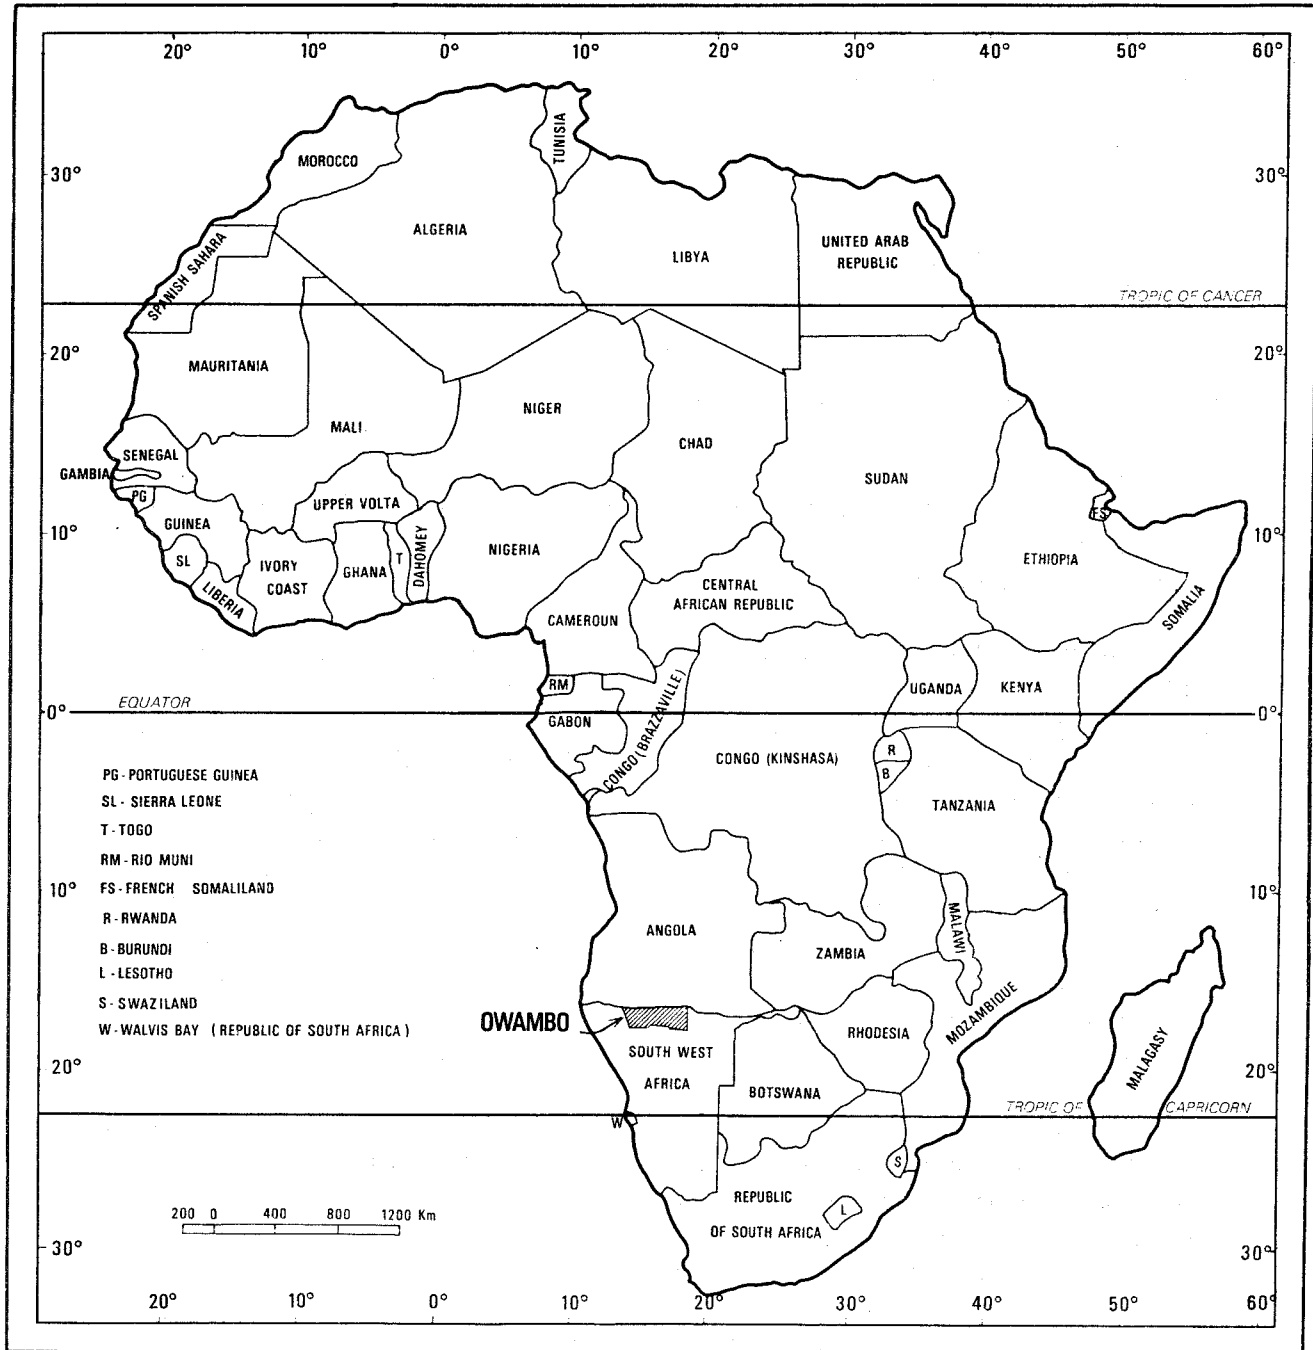 20° 10° 0° 10° 20° 30° 40° 50° 60°
TUNISIA
MOROCCO
30° 30°
ALGERIA
LIBYA
UNITED ARAB
REPUBLIC
SPANISH SAHARA
TROPIC OF CANCER
20° 20°
MAURITANIA
MALI
NIGER
CHAD
SUDAN
SENEGAL
GAMBIA
PG
UPPER VOLTA
GUINEA
FS
10° 10°
SL
IVORY
COAST
GHANA
T
DAHOMEY
NIGERIA
ETHIOPIA
LIBERIA
CENTRAL
AFRICAN REPUBLIC
SOMALIA
CAMEROUN
RM
UGANDA
KENYA
EQUATOR
0° 0°
GABON
CONGO (BRAZZAVILLE)
CONGO (KINSHASA)
R
B
TANZANIA
PG - PORTUGUESE GUINEA
SL - SIERRA LEONE
T - TOGO
RM - RIO MUNI
FS - FRENCH SOMALILAND
R - RWANDA
B - BURUNDI
L - LESOTHO
S - SWAZILAND
W - WALVIS BAY (REPUBLIC OF SOUTH AFRICA)
10° 10°
ANGOLA
ZAMBIA
MALAWI
MOZAMBIQUE
OWAMBO
RHODESIA
SOUTH WEST
AFRICA
MALAGASY
20° 20°
BOTSWANA
TROPIC OF CAPRICORN
W
S
REPUBLIC
OF SOUTH AFRICA
L
200 0 400 800 1200 Km
30° 30°
20° 10° 0° 10° 20° 30° 40° 50° 60°